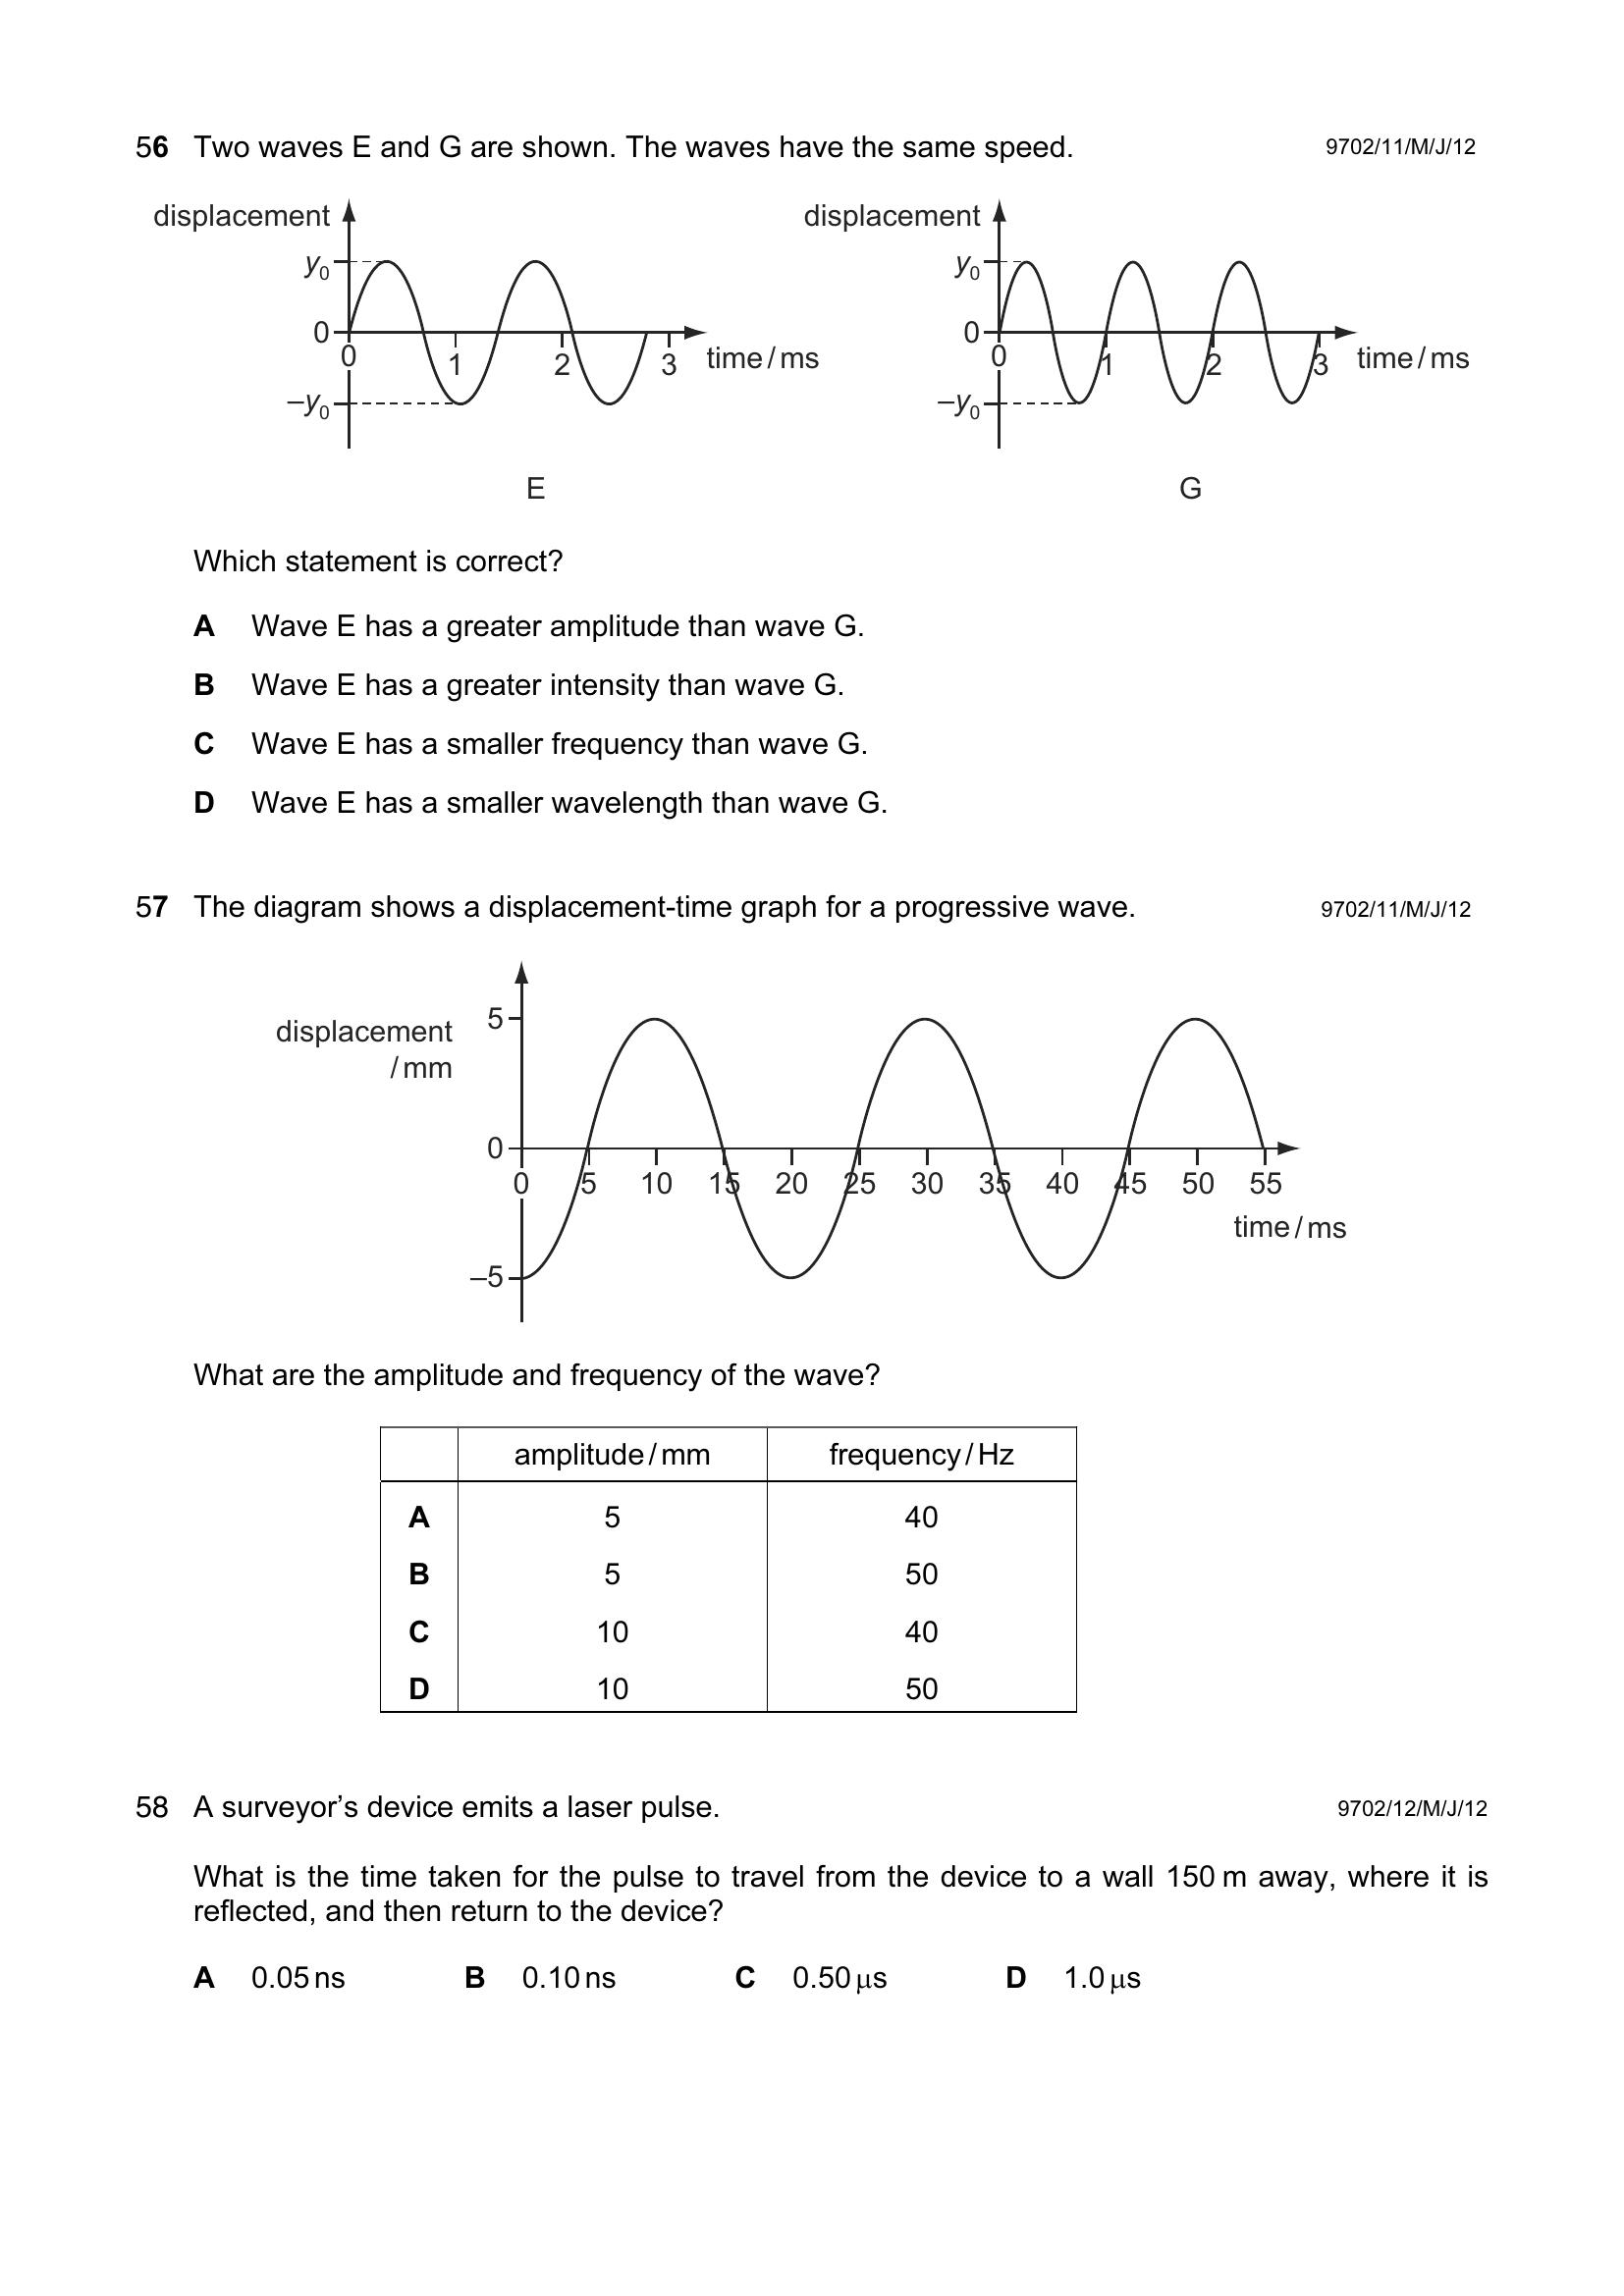 56 Two waves E and G are shown. The waves have the same speed. 9702/11/M/J/12
displacement displacement
y0 y0
0 0
0 1 2 3 time / ms 0 1 2 3 time / ms
–y0 –y0
E G
Which statement is correct?
A Wave E has a greater amplitude than wave G.
B Wave E has a greater intensity than wave G.
C Wave E has a smaller frequency than wave G.
D Wave E has a smaller wavelength than wave G.
57 The diagram shows a displacement-time graph for a progressive wave. 9702/11/M/J/12
5
displacement
/ mm
0
0 5 10 15 20 25 30 35 40 45 50 55
time / ms
–5
What are the amplitude and frequency of the wave?
amplitude / mm frequency / Hz
A 5 40
B 5 50
C 10 40
D 10 50
58 A surveyor’s device emits a laser pulse. 9702/12/M/J/12
What is the time taken for the pulse to travel from the device to a wall 150 m away, where it is
reflected, and then return to the device?
A 0.05 ns B 0.10 ns C 0.50 μs D 1.0 μs